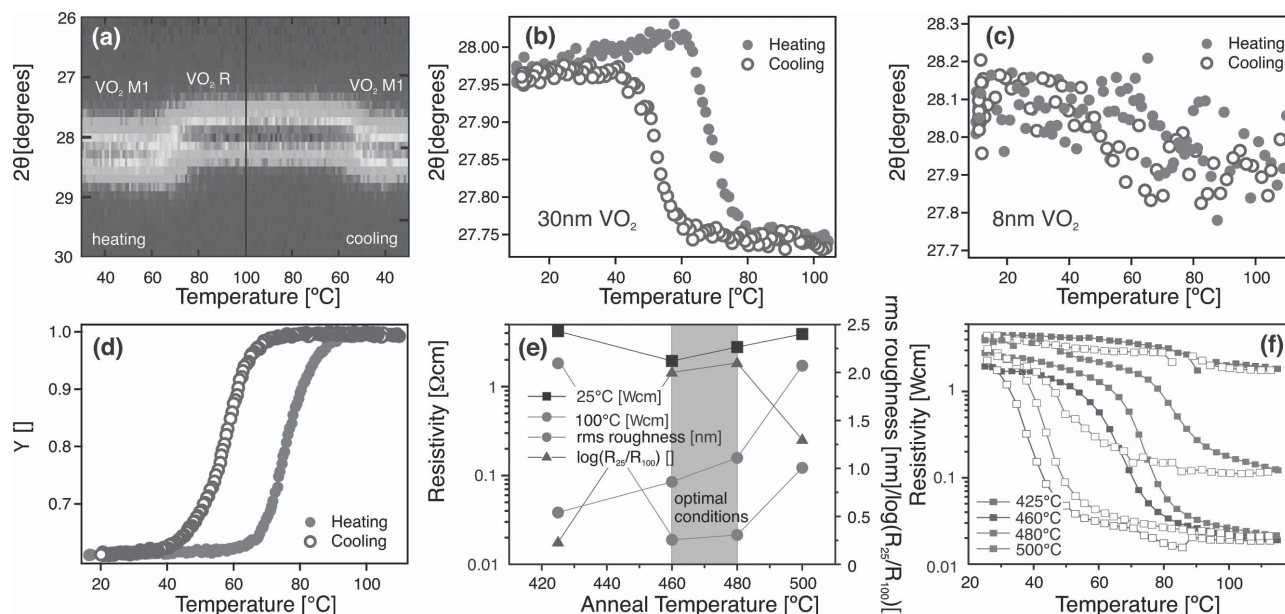 (a)
26
27
28
29
30
2θ[degrees]
VO2 M1
VO2 R
VO2 M1
heating
cooling
40 60 80 100 80 60 40
Temperature [ºC]
(b)
Heating
Cooling
28.00
27.95
27.90
27.85
27.80
27.75
2θ[degrees]
30nm VO2
20 40 60 80 100
Temperature [ºC]
(c)
Heating
Cooling
28.3
28.2
28.1
28.0
27.9
27.8
27.7
2θ[degrees]
8nm VO2
20 40 60 80 100
Temperature [ºC]
(d)
1.0
0.9
0.8
0.7
Y []
Heating
Cooling
20 40 60 80 100
Temperature [ºC]
(e)
1
0.1
0.01
Resistivity [Ωcm]
25°C [Wcm]
100°C [Wcm]
rms roughness [nm]
log(R25/R100) []
optimal
conditions
2.5
2.0
1.5
1.0
0.5
0
rms roughness [nm]/log(R25/R100) []
420 440 460 480 500
Anneal Temperature [ºC]
(f)
1
0.1
0.01
Resistivity [Wcm]
425°C
460°C
480°C
500°C
20 40 60 80 100
Temperature [ºC]